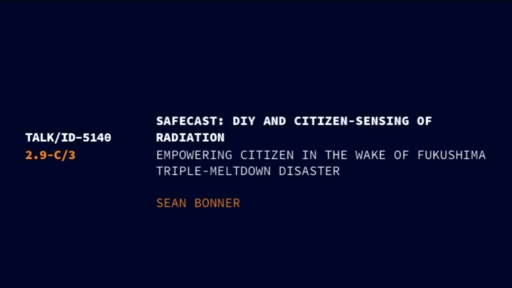 SAFECAST: DIY AND CITIZEN-SENSING OF
TALK/ID-5140
RADIATION
2.9-C/3
EMPOWERING CITIZEN IN THE WAKE OF FUKUSHIMA
TRIPLE-MELTDOWN DISASTER
SEAN BONNER